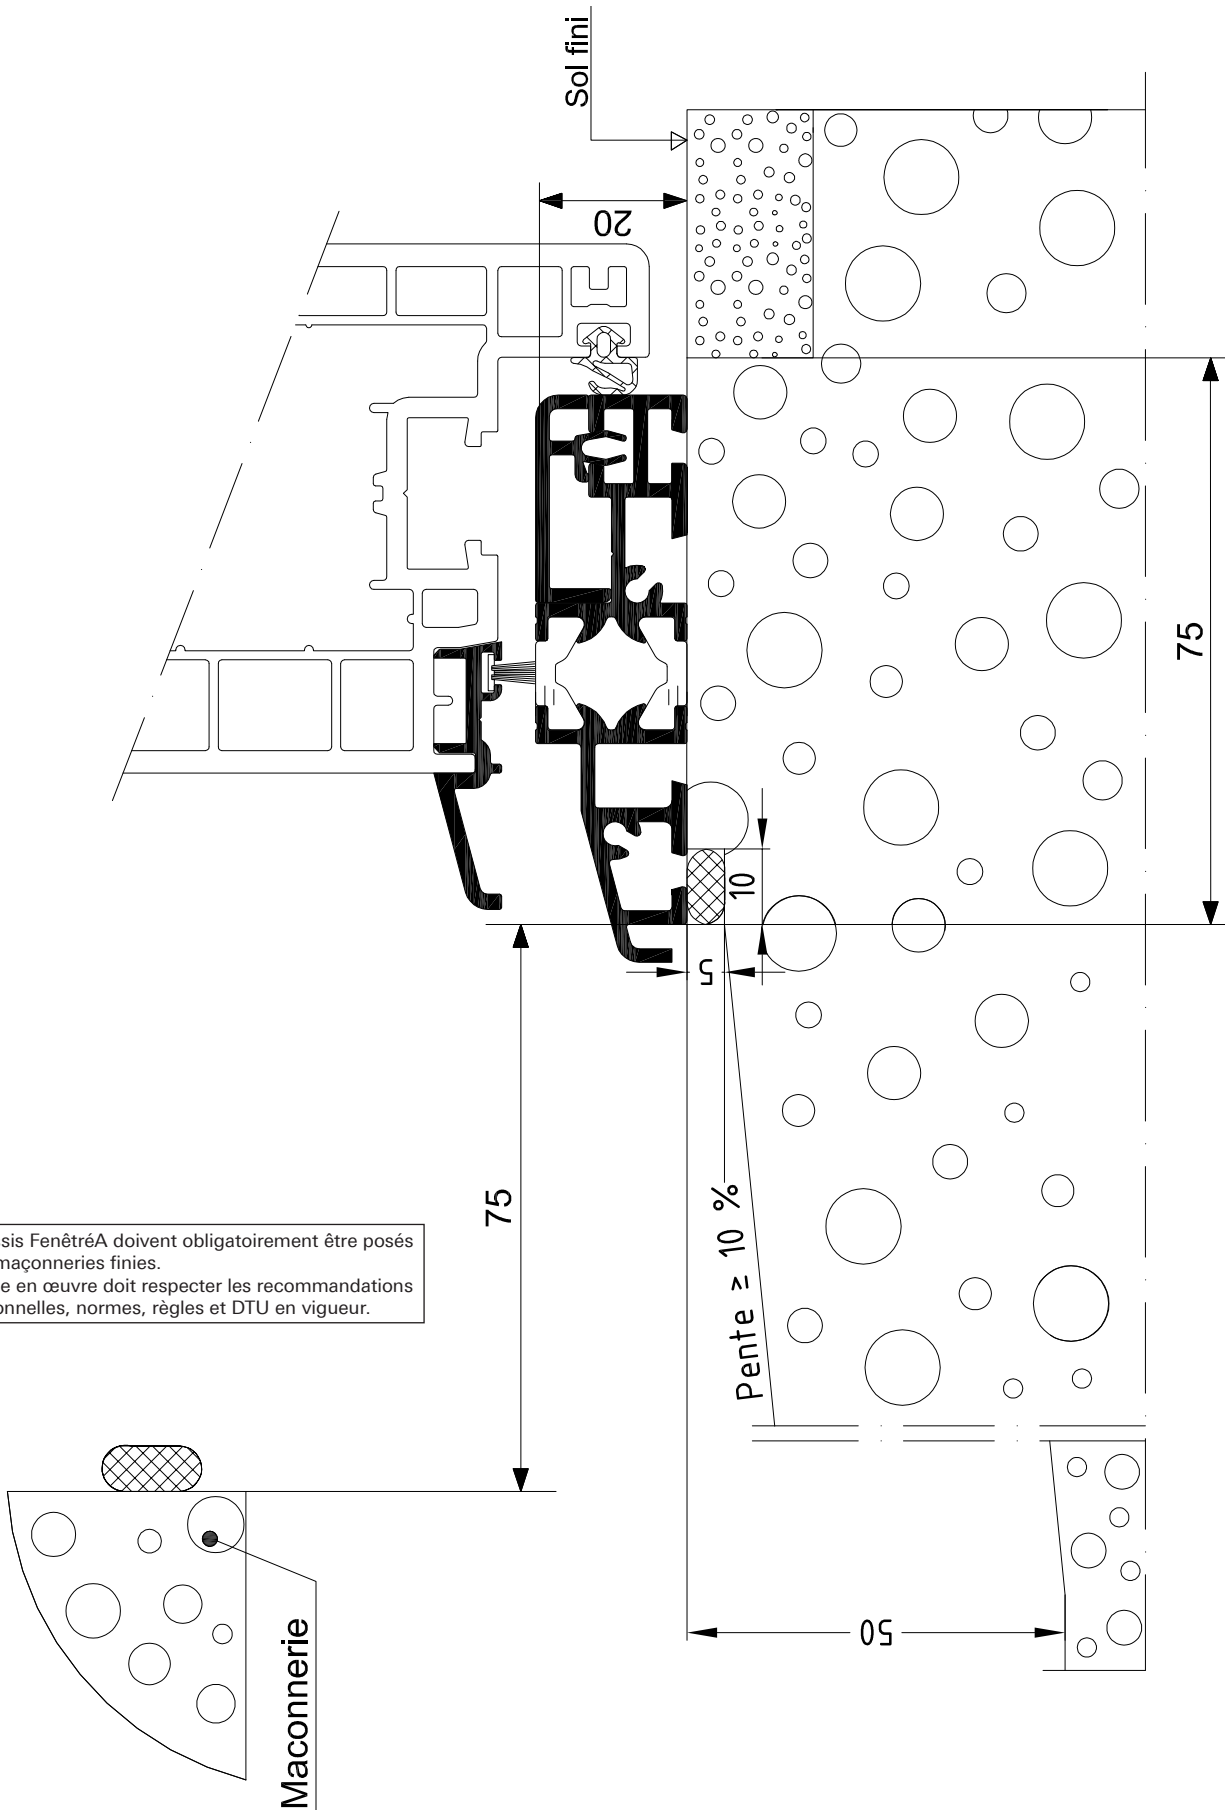 Sol fini
20
75
10
5
75
Pente ≥ 10 %
sis FenêtréA doivent obligatoirement être posés
maçonneries finies.
e en œuvre doit respecter les recommandations
onnelles, normes, règles et DTU en vigueur.
50
Maconnerie